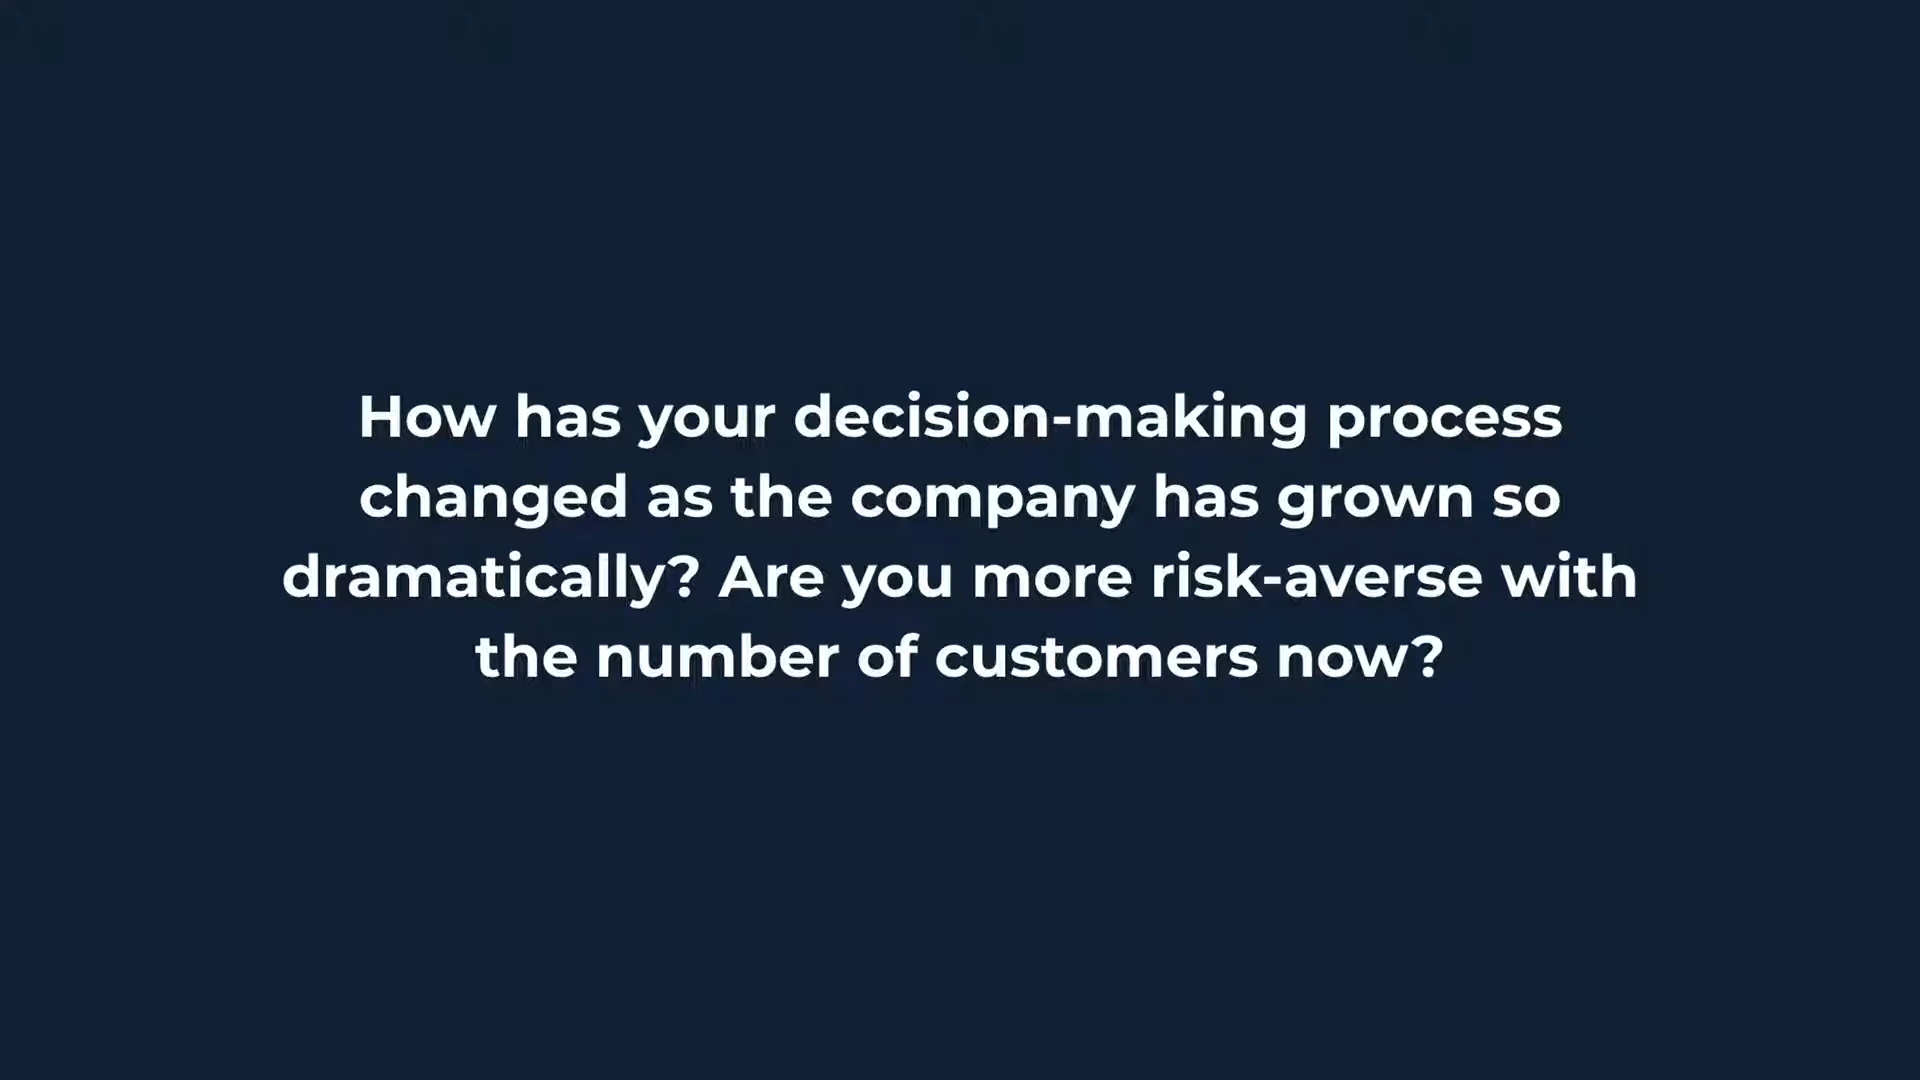 How has your decision-making process
changed as the company has grown so
dramatically? Are you more risk-averse with
the number of customers now?